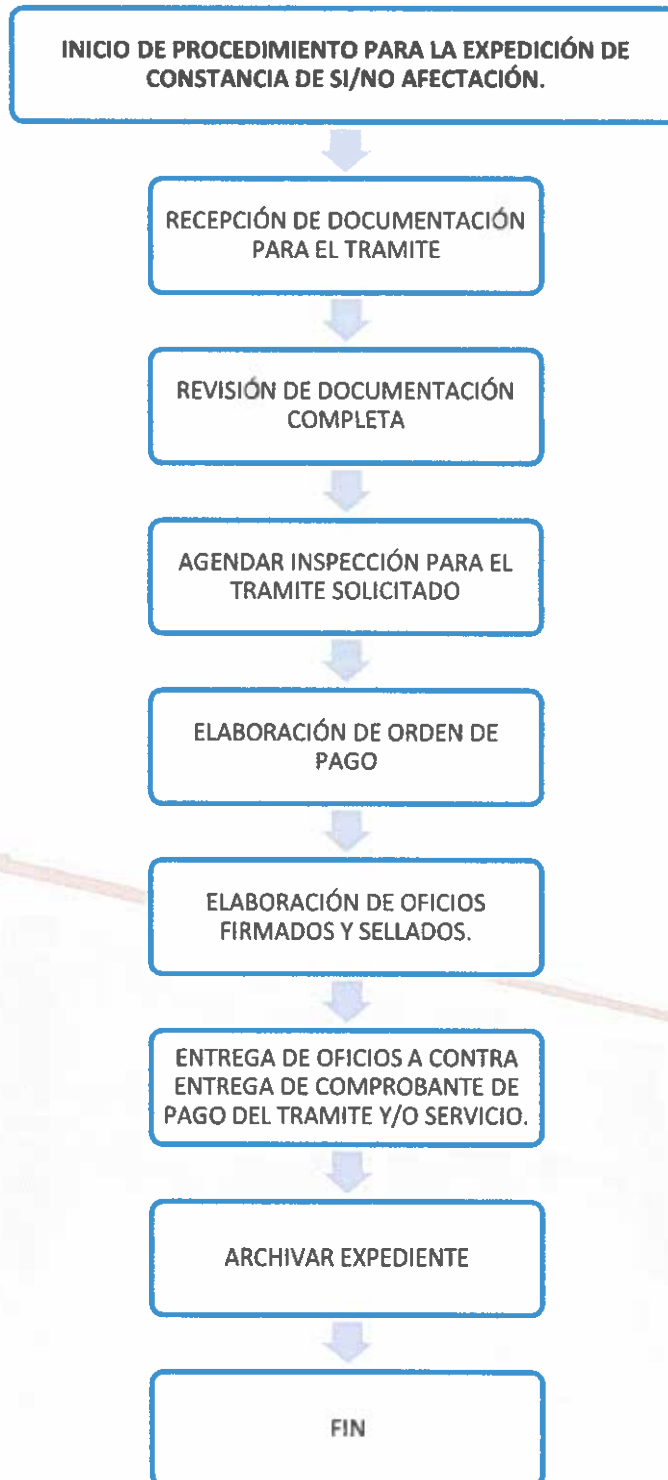 INICIO DE PROCEDIMIENTO PARA LA EXPEDICIÓN DE
CONSTANCIA DE SI/NO AFECTACIÓN.
RECEPCIÓN DE DOCUMENTACIÓN
PARA EL TRAMITE
REVISIÓN DE DOCUMENTACIÓN
COMPLETA
AGENDAR INSPECCIÓN PARA EL
TRAMITE SOLICITADO
ELABORACIÓN DE ORDEN DE
PAGO
ELABORACIÓN DE OFICIOS
FIRMADOS Y SELLADOS.
ENTREGA DE OFICIOS A CONTRA
ENTREGA DE COMPROBANTE DE
PAGO DEL TRAMITE Y/O SERVICIO.
ARCHIVAR EXPEDIENTE
FIN